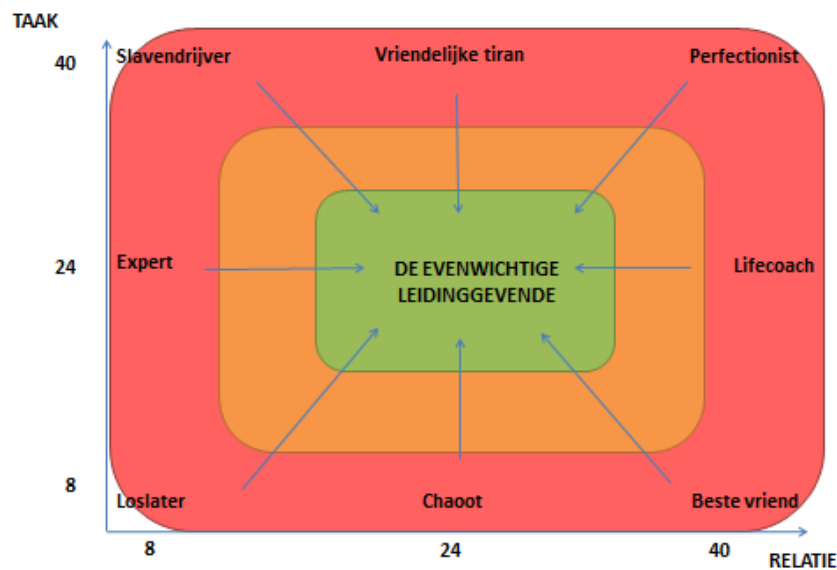 TAAK
40
Slavendrijver
Vriendelijke tiran
Perfectionist
24
Expert
DE EVENWICHTIGE
LEIDINGGEVENDE
Lifecoach
8
Loslater
Chaoot
Beste vriend
8
24
40
RELATIE